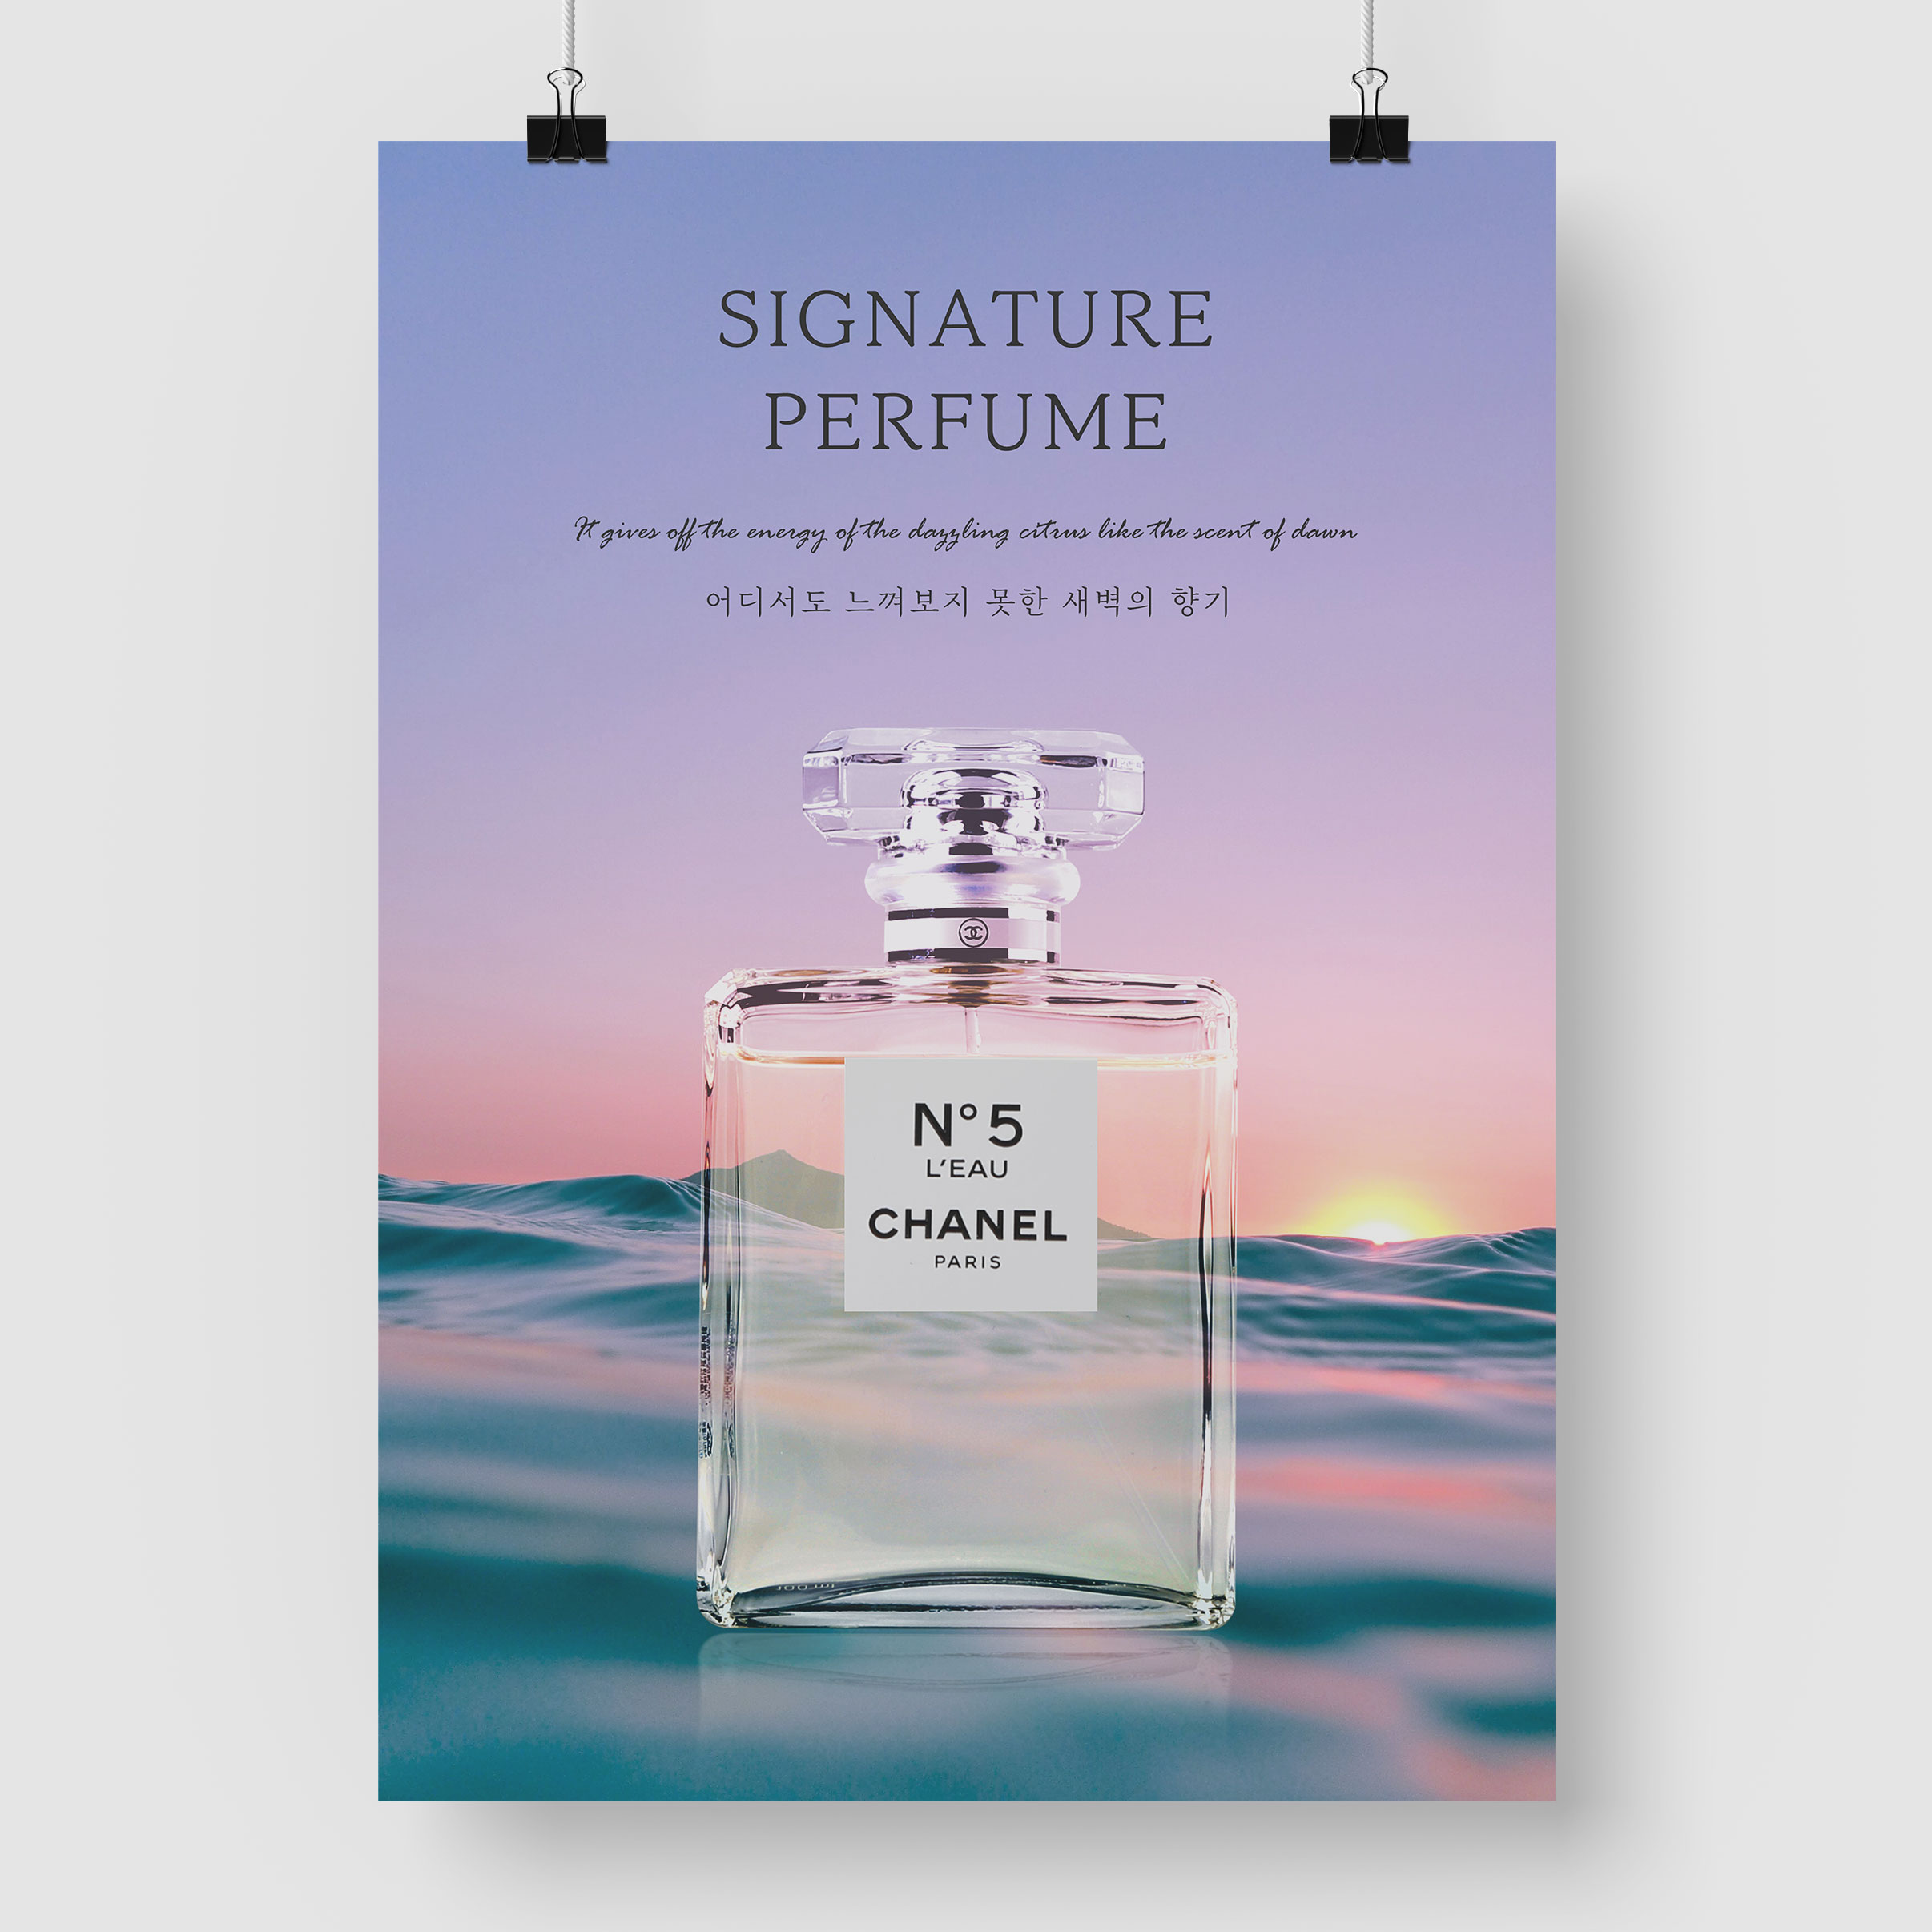 SIGNATURE
PERFUME
It gives off the energy of the dazzling citrus like the scent of dawn
어디서도 느껴보지 못한 새벽의 향기
N°5
L'EAU
CHANEL
PARIS